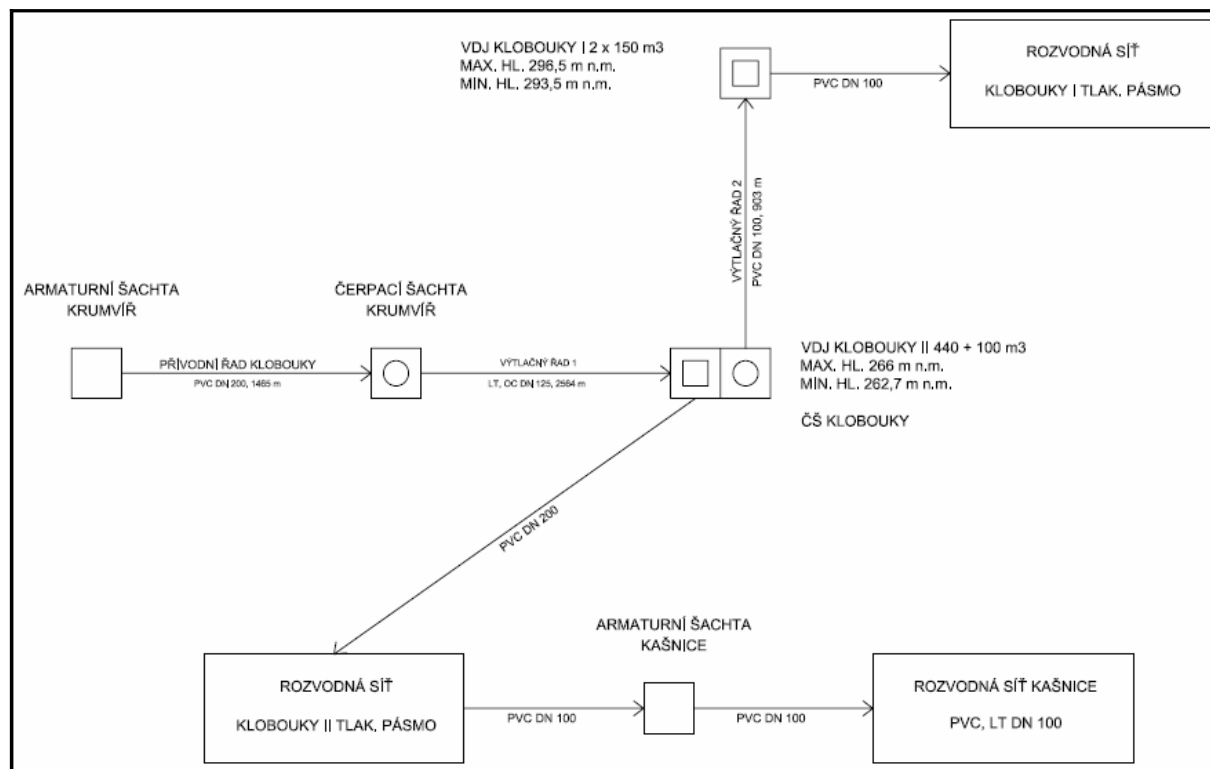 VDJ KLOBOUKY I 2 x 150 m3
MAX. HL. 296,5 m n.m.
MIN. HL. 293,5 m n.m.
PVC DN 100
ROZVODNÁ SÍŤ
KLOBOUKY I TLAK. PÁSMO
VÝTLAČNÝ ŘAD 2
PVC DN 100, 903 m
ARMATURNÍ ŠACHTA
KRUMVÍŘ
PŘÍVODNÍ ŘAD KLOBOUKY
PVC DN 200, 1465 m
ČERPACÍ ŠACHTA
KRUMVÍŘ
VÝTLAČNÝ ŘAD 1
LT, OC DN 125, 2564 m
VDJ KLOBOUKY II 440 + 100 m3
MAX. HL. 266 m n.m.
MIN. HL. 262,7 m n.m.
ČŠ KLOBOUKY
PVC DN 200
ROZVODNÁ SÍŤ
KLOBOUKY II TLAK. PÁSMO
PVC DN 100
ARMATURNÍ ŠACHTA
KAŠNICE
PVC DN 100
ROZVODNÁ SÍŤ KAŠNICE
PVC, LT DN 100